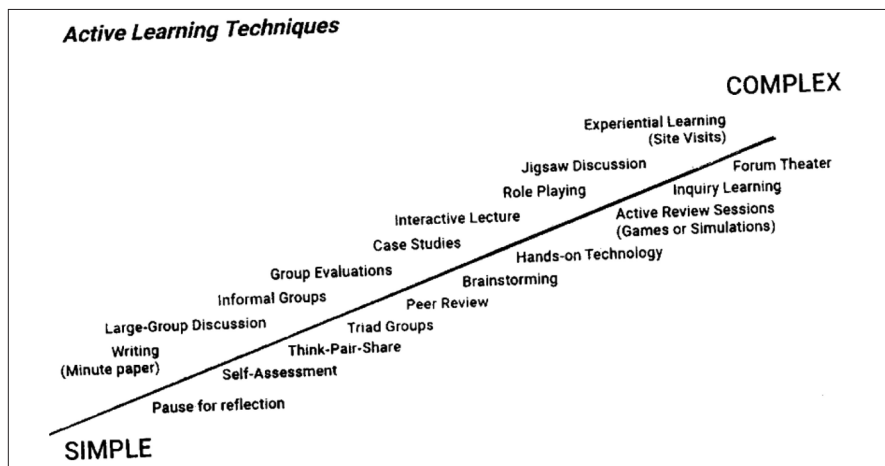 Active Learning Techniques
COMPLEX
Experiential Learning
(Site Visits)
Jigsaw Discussion
Forum Theater
Role Playing
Inquiry Learning
Interactive Lecture
Active Review Sessions
(Games or Simulations)
Case Studies
Hands-on Technology
Group Evaluations
Brainstorming
Informal Groups
Peer Review
Large-Group Discussion
Triad Groups
Writing
(Minute paper)
Think-Pair-Share
Self-Assessment
Pause for reflection
SIMPLE